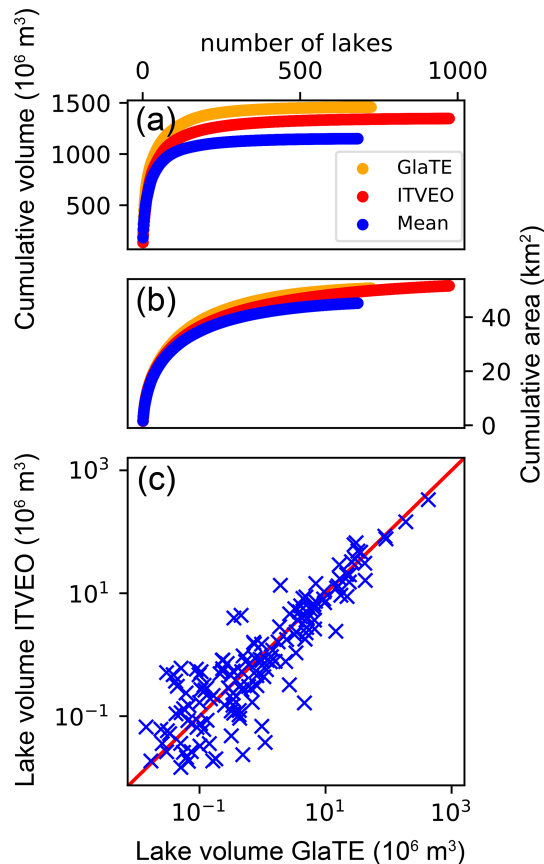 number of lakes
0 500 1000
Cumulative volume (10⁶ m³)
1500
1000
500
(a)
GlaTE
ITVEO
Mean
(b)
40
20
0
Cumulative area (km²)
(c)
Lake volume ITVEO (10⁶ m³)
10³
10¹
10⁻¹
10⁻¹ 10¹ 10³
Lake volume GlaTE (10⁶ m³)